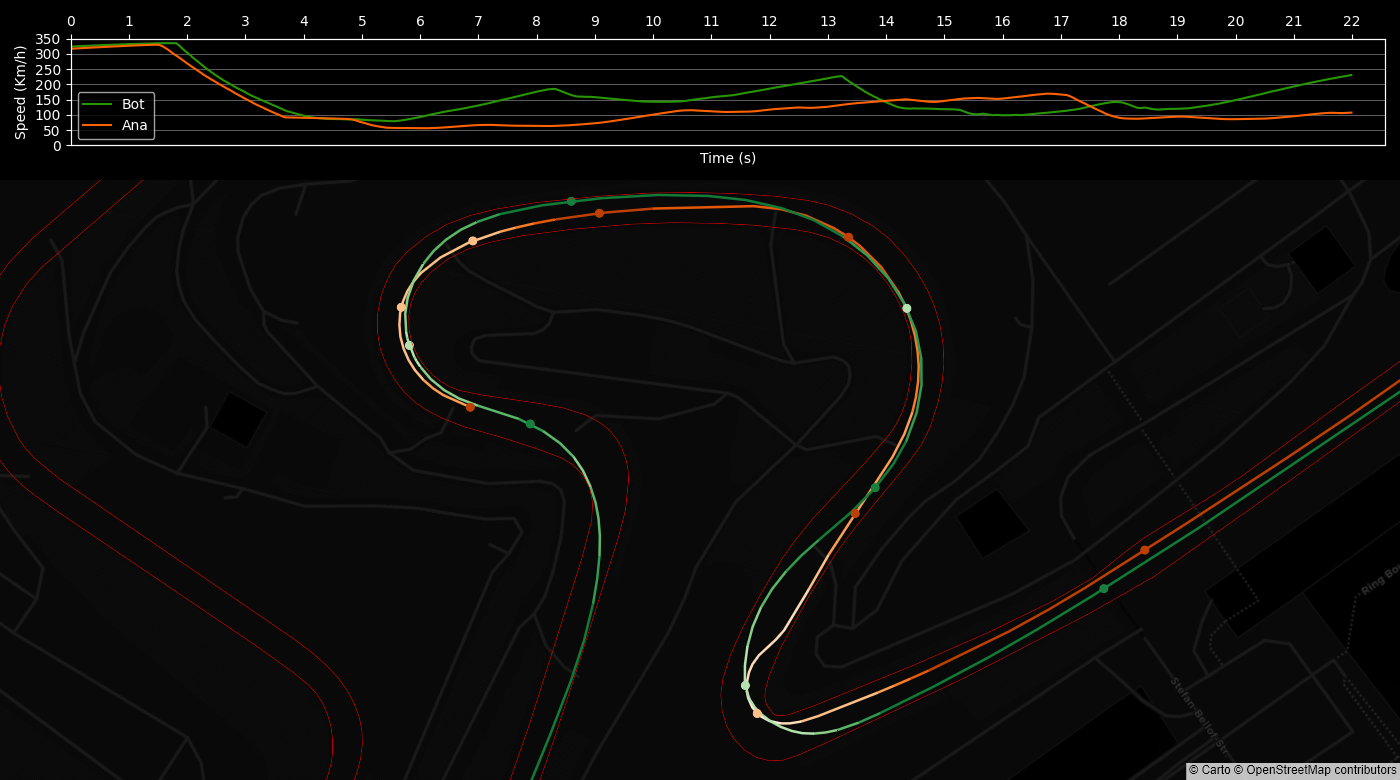 0 1 2 3 4 5 6 7 8 9 10 11 12 13 14 15 16 17 18 19 20 21 22
350
300
250
200
150
100
50
0
Speed (Km/h)
Bot
Ana
Time (s)
Ring Bo
Stefan Bellof-Str
© Carto © OpenStreetMap contributors